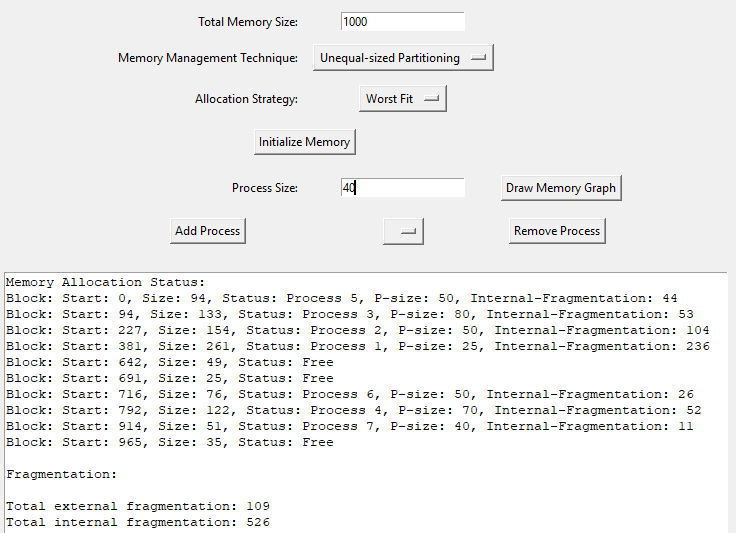 Total Memory Size: 1000
Memory Management Technique: Unequal-sized Partitioning
Allocation Strategy: Worst Fit
Initialize Memory
Process Size: 40 Draw Memory Graph
Add Process Remove Process
Memory Allocation Status:
Block: Start: 0, Size: 94, Status: Process 5, P-size: 50, Internal-Fragmentation: 44
Block: Start: 94, Size: 133, Status: Process 3, P-size: 80, Internal-Fragmentation: 53
Block: Start: 227, Size: 154, Status: Process 2, P-size: 50, Internal-Fragmentation: 104
Block: Start: 381, Size: 261, Status: Process 1, P-size: 25, Internal-Fragmentation: 236
Block: Start: 642, Size: 49, Status: Free
Block: Start: 691, Size: 25, Status: Free
Block: Start: 716, Size: 76, Status: Process 6, P-size: 50, Internal-Fragmentation: 26
Block: Start: 792, Size: 122, Status: Process 4, P-size: 70, Internal-Fragmentation: 52
Block: Start: 914, Size: 51, Status: Process 7, P-size: 40, Internal-Fragmentation: 11
Block: Start: 965, Size: 35, Status: Free
Fragmentation:
Total external fragmentation: 109
Total internal fragmentation: 526